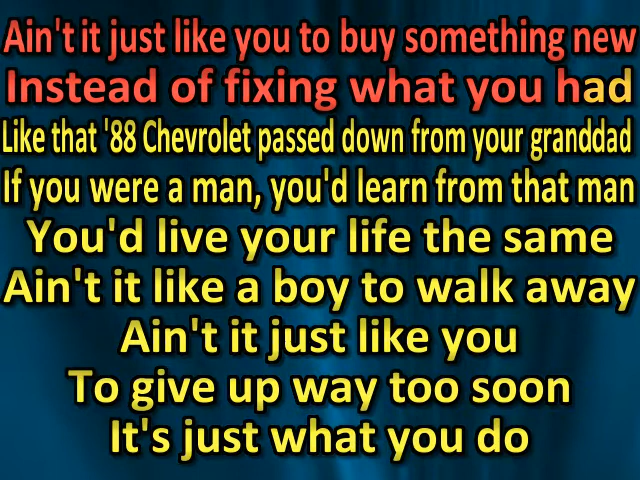 Ain't it just like you to buy something new
Instead of fixing what you had
Like that '88 Chevrolet passed down from your granddad
If you were a man, you'd learn from that man
You'd live your life the same
Ain't it like a boy to walk away
Ain't it just like you
To give up way too soon
It's just what you do